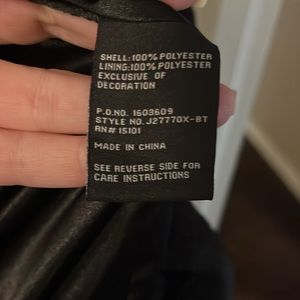 SHELL:100% POLYESTER
LINING:100% POLYESTER
EXCLUSIVE OF
DECORATION
P.O.NO. 1603609
STYLE NO. J27770X-BT
RN# 15101
MADE IN CHINA
SEE REVERSE SIDE FOR
CARE INSTRUCTIONS